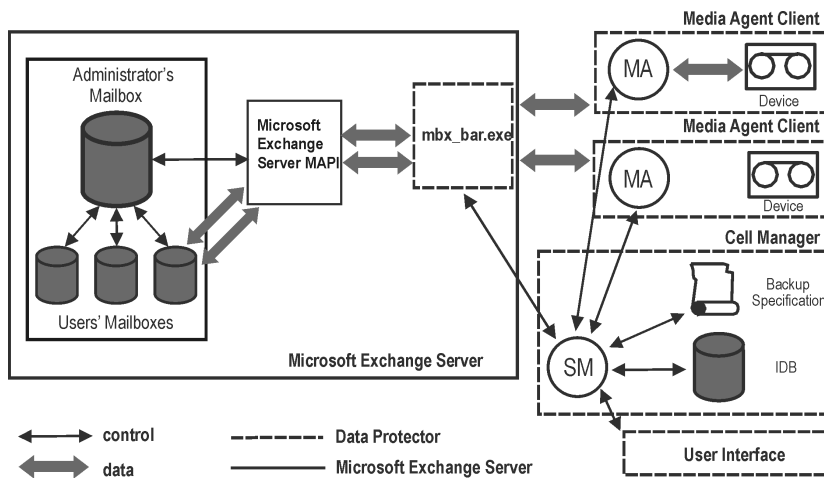 Media Agent Client
Administrator's
Mailbox
MA
Device
Microsoft
Exchange
Server MAPI
mbx_bar.exe
Media Agent Client
MA
Device
Cell Manager
Backup
Specification
Users' Mailboxes
Microsoft Exchange Server
SM
IDB
control
Data Protector
User Interface
data
Microsoft Exchange Server